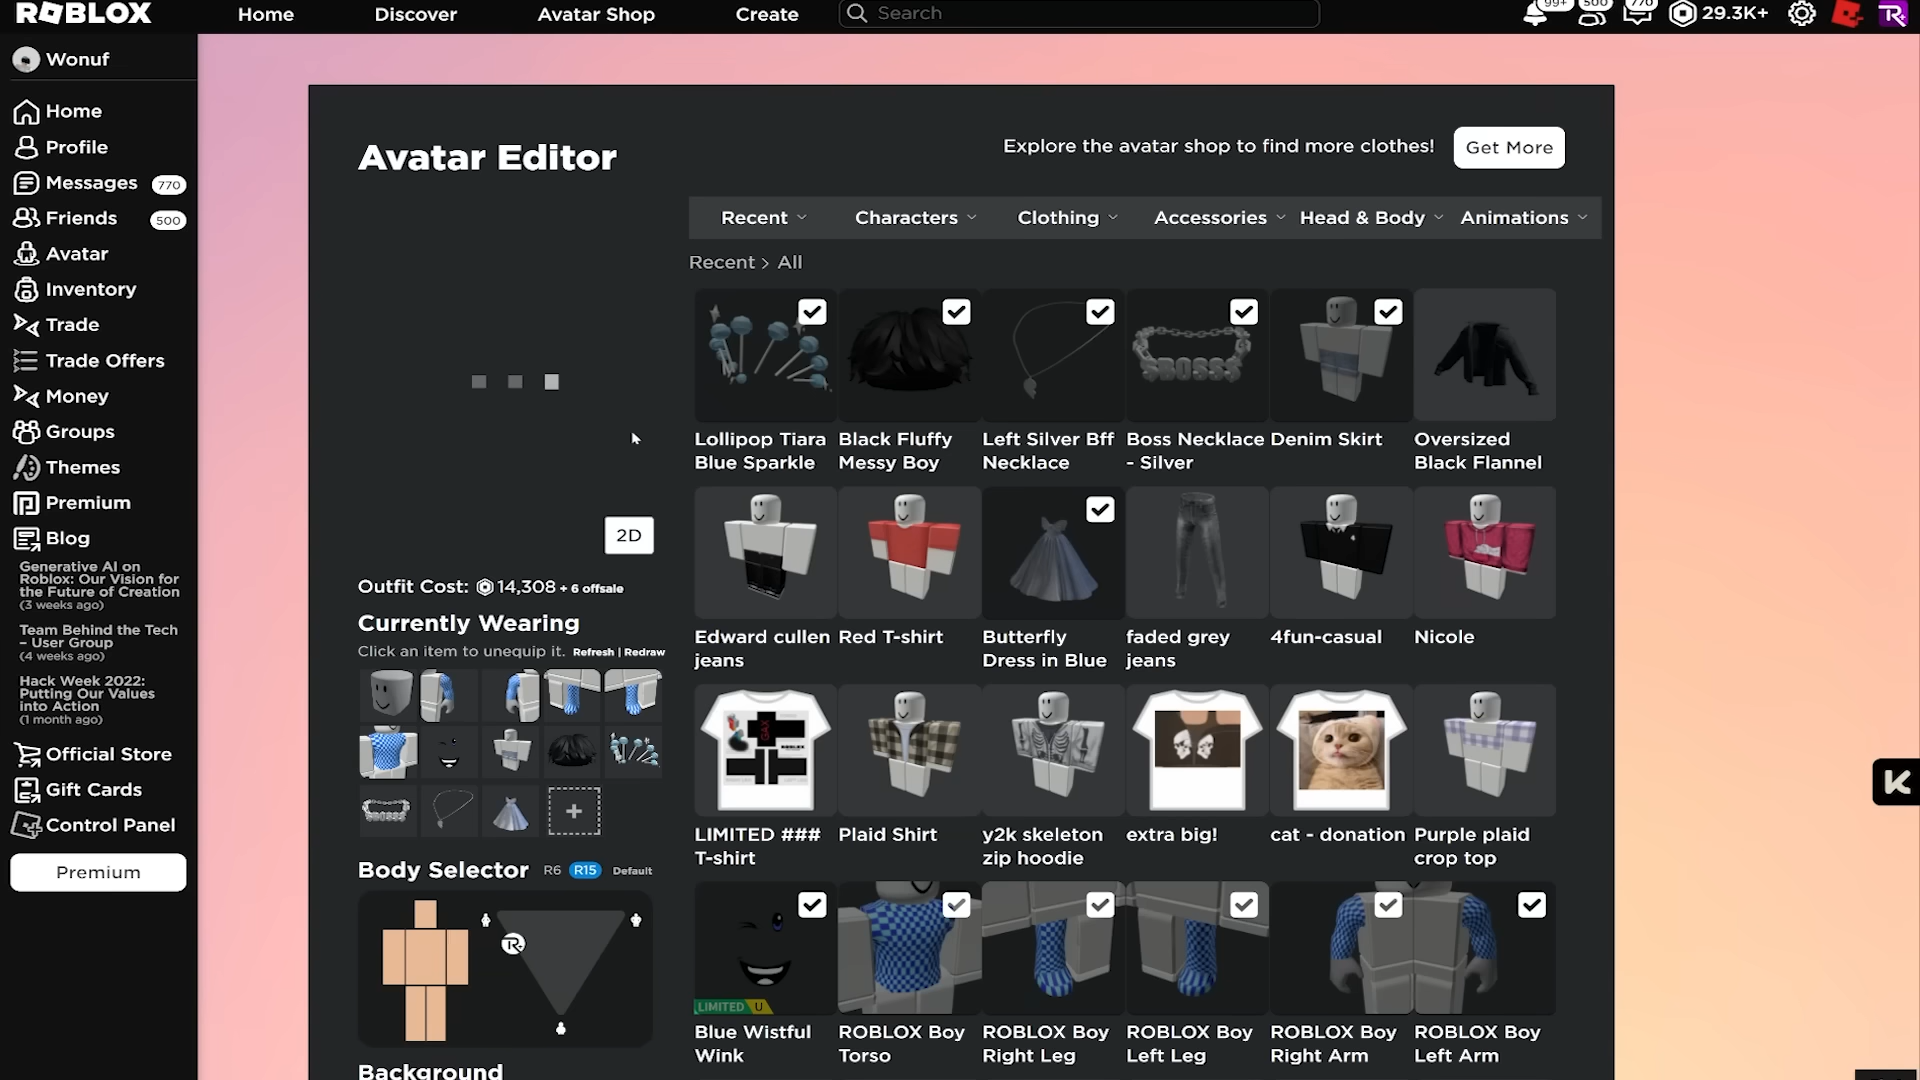 ROBLOX
Home
Discover
Avatar Shop
Create
Search
99+
500
770
29.3K+
Wonuf
Home
Profile
Messages 770
Friends 500
Avatar
Inventory
Trade
Trade Offers
Money
Groups
Themes
Premium
Blog
Generative AI on
Roblox: Our Vision for
the Future of Creation
(3 weeks ago)
Team Behind the Tech
– User Group
(4 weeks ago)
Hack Week 2022:
Putting Our Values
into Action
(1 month ago)
Official Store
Gift Cards
Control Panel
Premium
Avatar Editor
Explore the avatar shop to find more clothes!
Get More
Recent
Characters
Clothing
Accessories
Head & Body
Animations
Recent > All
2D
Outfit Cost: 14,308 + 6 offsale
Currently Wearing
Click an item to unequip it. Refresh | Redraw
BOSSS
+
Body Selector R6 R15 Default
Background
BOSSS
Lollipop Tiara
Blue Sparkle
Black Fluffy
Messy Boy
Left Silver Bff
Necklace
Boss Necklace
- Silver
Denim Skirt
Oversized
Black Flannel
Edward cullen
jeans
Red T-shirt
Butterfly
Dress in Blue
faded grey
jeans
4fun-casual
Nicole
LIMITED ###
T-shirt
Plaid Shirt
y2k skeleton
zip hoodie
extra big!
cat - donation
Purple plaid
crop top
LIMITED U
Blue Wistful
Wink
ROBLOX Boy
Torso
ROBLOX Boy
Right Leg
ROBLOX Boy
Left Leg
ROBLOX Boy
Right Arm
ROBLOX Boy
Left Arm
K